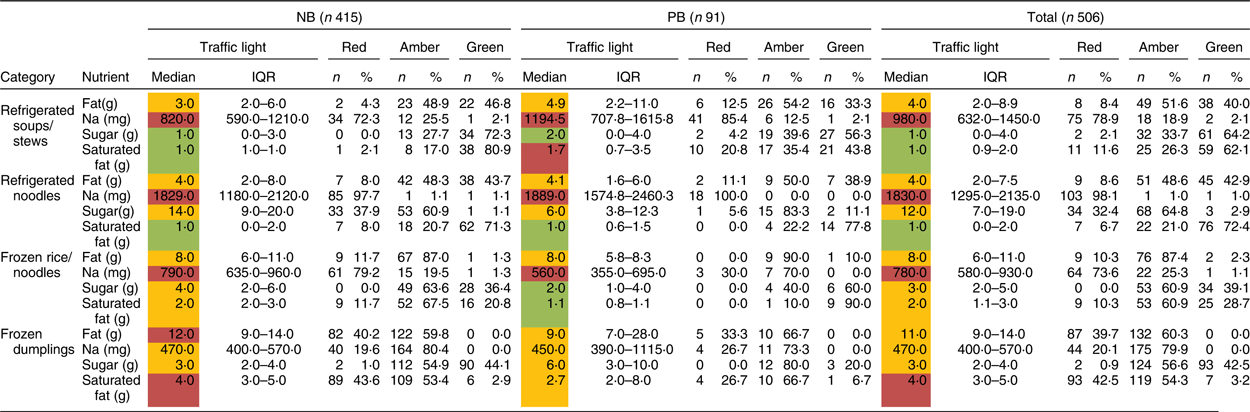 NB (n 415) PB (n 91) Total (n 506)
Traffic light Red Amber Green Traffic light Red Amber Green Traffic light Red Amber Green
Category Nutrient Median IQR n % n % n % Median IQR n % n % n % Median IQR n % n % n %
Refrigerated soups/ stews
Fat(g) 3·0 2·0–6·0 2 4·3 23 48·9 22 46·8 4·9 2·2–11·0 6 12·5 26 54·2 16 33·3 4·0 2·0–8·9 8 8·4 49 51·6 38 40·0
Na (mg) 820·0 590·0–1210·0 34 72·3 12 25·5 1 2·1 1194·5 707·8–1615·8 41 85·4 6 12·5 1 2·1 980·0 632·0–1450·0 75 78·9 18 18·9 2 2·1
Sugar (g) 1·0 0·0–4·0 0 0·0 13 27·7 34 72·3 2·0 0·0–4·0 2 4·2 19 39·6 27 56·3 1·0 0·0–4·0 2 2·1 32 33·7 61 64·2
Saturated fat (g) 1·0 1·0–1·0 1 2·1 8 17·0 38 80·9 1·7 0·7–3·5 10 20·8 17 35·4 21 43·8 1·0 0·9–2·0 11 11·6 25 26·3 59 62·1
Refrigerated noodles
Fat (g) 4·0 2·0–8·0 7 8·0 42 48·3 38 43·7 4·1 1·6–6·0 2 11·1 9 50·0 7 38·9 4·0 2·0–7·5 9 8·6 51 48·6 45 42·9
Na (mg) 1829·0 1180·0–2120·0 85 97·7 1 1·1 1 1·1 1889·0 1574·8–2460·3 18 100·0 0 0·0 0 0·0 1830·0 1295·0–2135·0 103 98·1 1 1·0 1 1·0
Sugar(g) 14·0 9·0–20·0 33 37·9 53 60·9 1 1·1 6·0 3·8–12·3 1 5·6 15 83·3 2 11·1 12·0 7·0–19·0 34 32·4 68 64·8 3 2·9
Saturated fat (g) 1·0 0·0–2·0 7 8·0 18 20·7 62 71·3 1·0 0·6–1·5 0 0·0 4 22·2 14 77·8 1·0 0·0–2·0 7 6·7 22 21·0 76 72·4
Frozen rice/ noodles
Fat (g) 8·0 6·0–11·0 9 11·7 67 87·0 1 1·3 8·0 5·8–8·3 0 0·0 9 90·0 1 10·0 8·0 6·0–11·0 9 10·3 76 87·4 2 2·3
Na (mg) 790·0 635·0–960·0 61 79·2 15 19·5 1 1·3 560·0 355·0–695·0 3 30·0 7 70·0 0 0·0 780·0 580·0–930·0 64 73·6 22 25·3 1 1·1
Sugar (g) 4·0 2·0–6·0 0 0·0 49 63·6 28 36·4 2·0 1·0–4·0 0 0·0 4 40·0 6 60·0 3·0 2·0–5·0 0 0·0 53 60·9 34 39·1
Saturated fat (g) 2·0 2·0–3·0 9 11·7 52 67·5 16 20·8 1·1 0·8–1·1 0 0·0 1 10·0 9 90·0 2·0 1·1–3·0 9 10·3 53 60·9 25 28·7
Frozen dumplings
Fat (g) 12·0 9·0–14·0 82 40·2 122 59·8 0 0·0 9·0 7·0–28·0 5 33·3 10 66·7 0 0·0 11·0 9·0–14·0 87 39·7 132 60·3 0 0·0
Na (mg) 470·0 400·0–570·0 40 19·6 164 80·4 0 0·0 450·0 390·0–1115·0 4 26·7 11 73·3 0 0·0 470·0 400·0–570·0 44 20·1 175 79·9 0 0·0
Sugar (g) 3·0 2·0–4·0 2 1·0 112 54·9 90 44·1 6·0 3·0–10·0 0 0·0 12 80·0 3 20·0 3·0 2·0–4·0 2 0·9 124 56·6 93 42·5
Saturated fat (g) 4·0 3·0–5·0 89 43·6 109 53·4 6 2·9 2·7 2·0–8·0 4 26·7 10 66·7 1 6·7 4·0 3·0–5·0 93 42·5 119 54·3 7 3·2